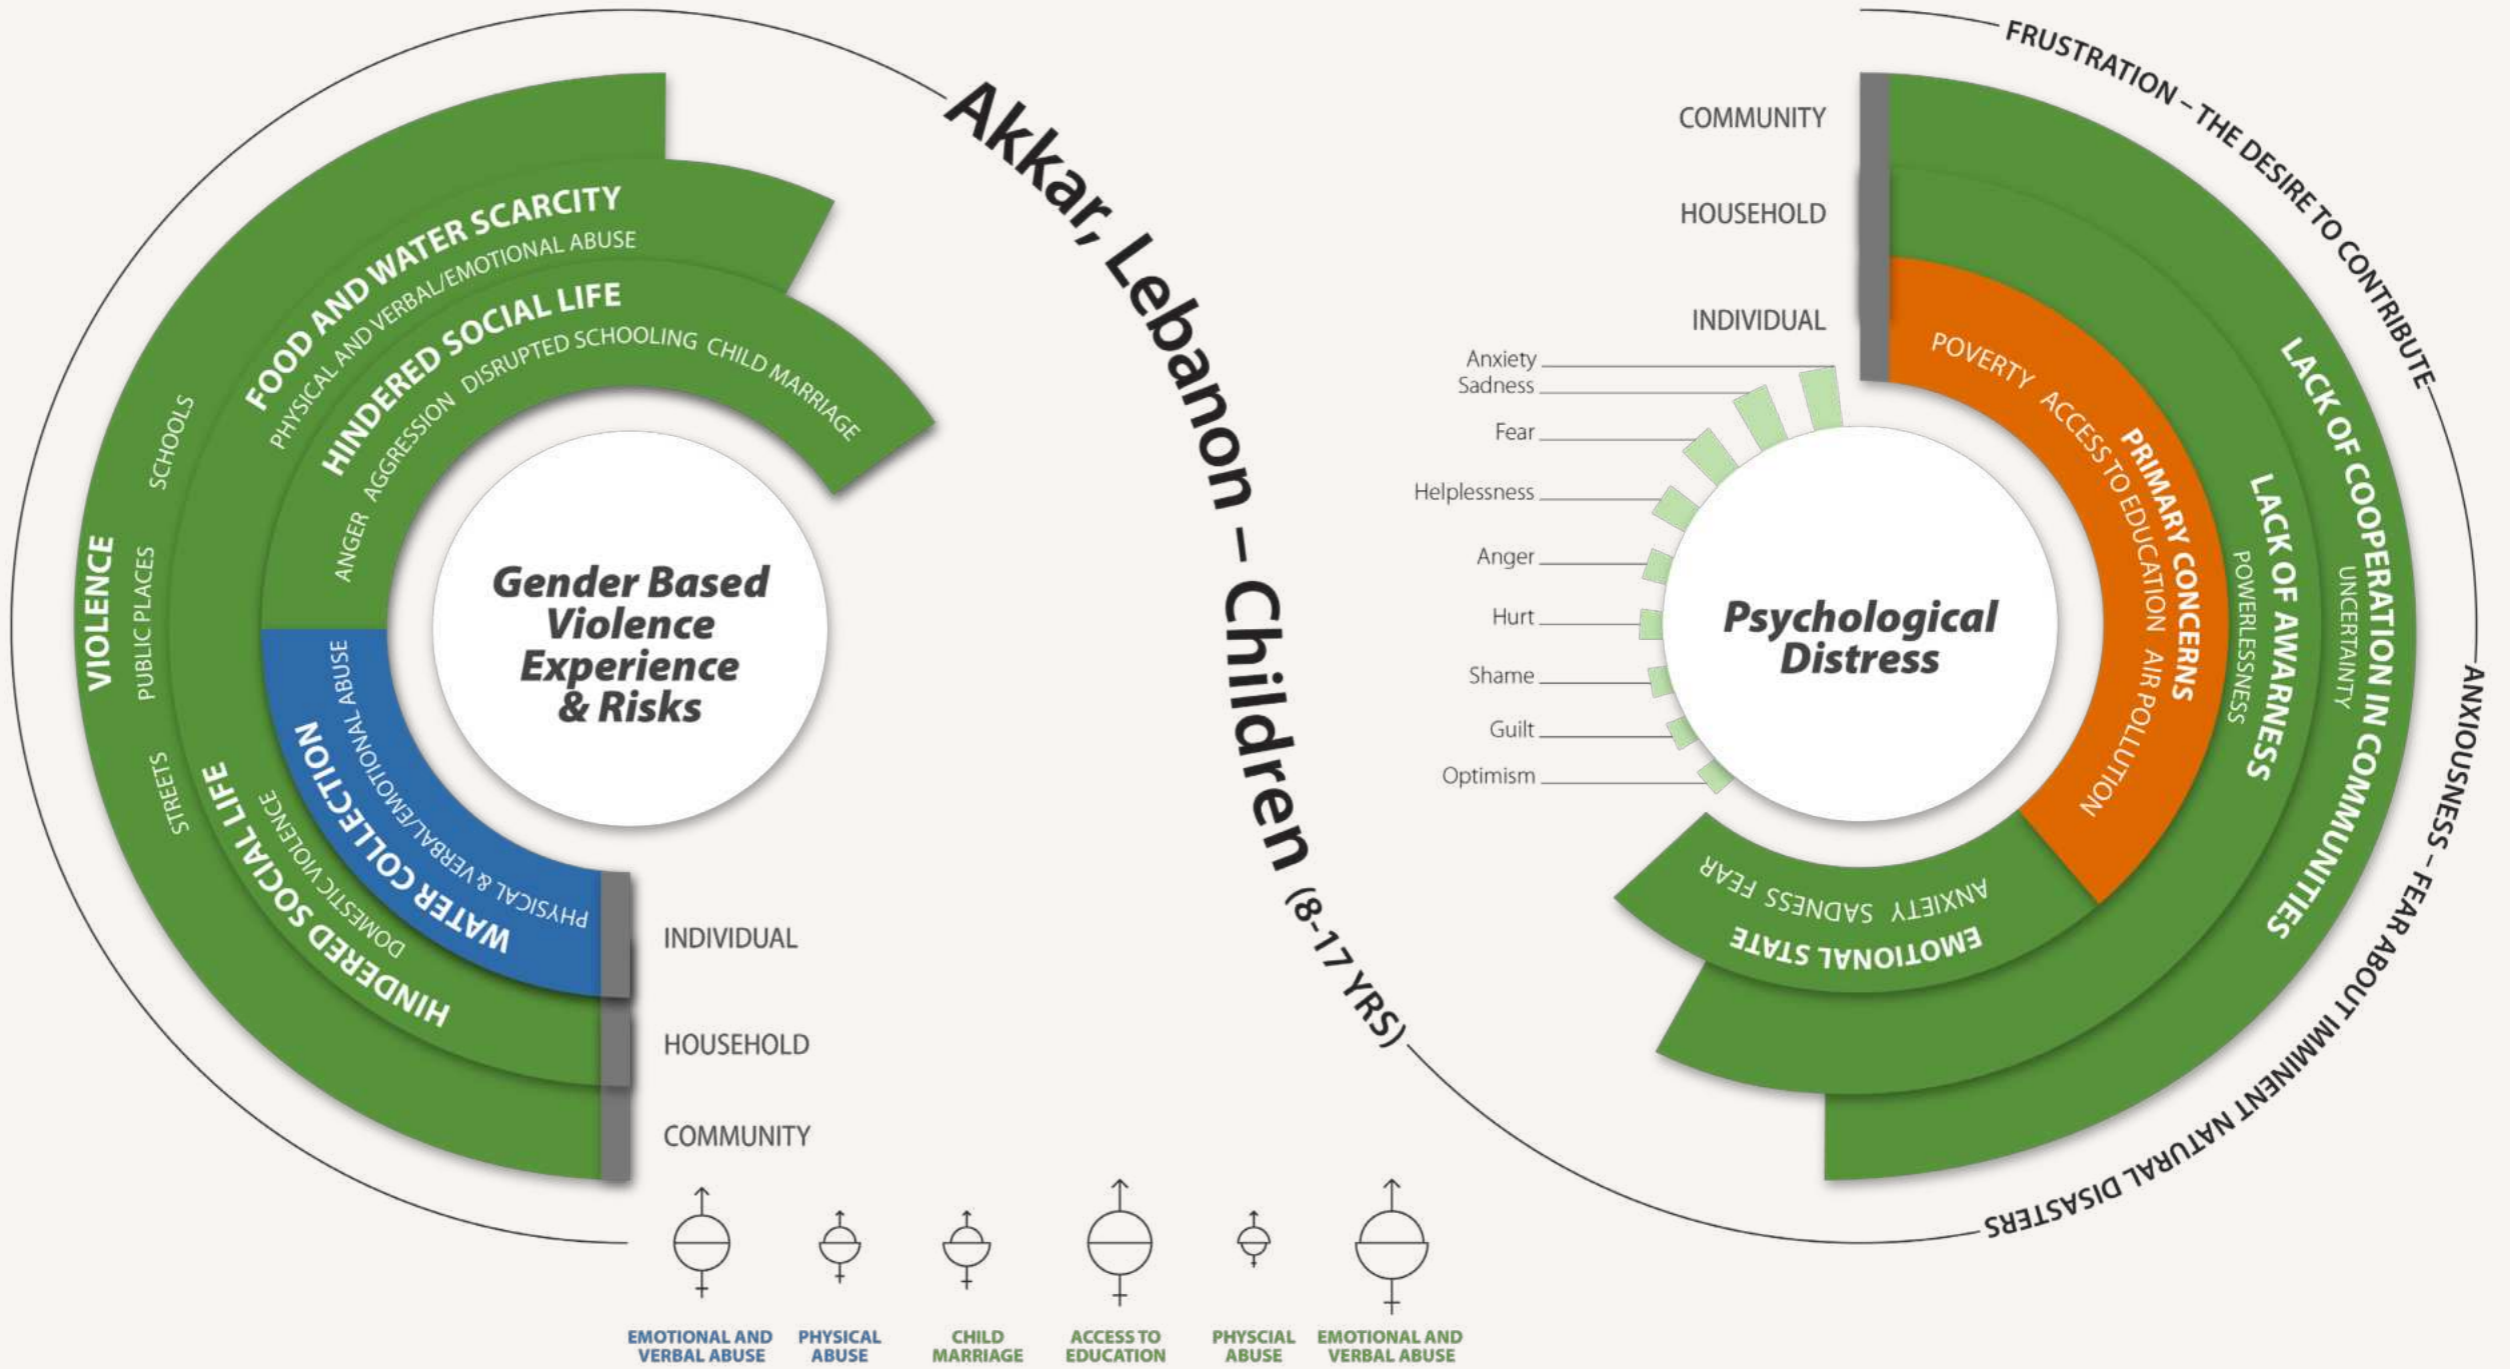 Akkar, Lebanon – Children (8-17 YRS)
VIOLENCE
SCHOOLS
PUBLIC PLACES
STREETS
FOOD AND WATER SCARCITY
PHYSICAL AND VERBAL/EMOTIONAL ABUSE
HINDERED SOCIAL LIFE
ANGER AGGRESSION DISRUPTED SCHOOLING CHILD MARRIAGE
HINDERED SOCIAL LIFE
DOMESTIC VIOLENCE
WATER COLLECTION
PHYSICAL & VERBAL/EMOTIONAL ABUSE
Gender Based
Violence
Experience
& Risks
INDIVIDUAL
HOUSEHOLD
COMMUNITY
EMOTIONAL AND
VERBAL ABUSE
PHYSICAL
ABUSE
CHILD
MARRIAGE
ACCESS TO
EDUCATION
PHYSCIAL
ABUSE
EMOTIONAL AND
VERBAL ABUSE
COMMUNITY
HOUSEHOLD
INDIVIDUAL
Anxiety
Sadness
Fear
Helplessness
Anger
Hurt
Shame
Guilt
Optimism
Psychological
Distress
POVERTY ACCESS TO EDUCATION AIR POLLUTION
PRIMARY CONCERNS
ANXIETY SADNESS FEAR
EMOTIONAL STATE
POWERLESSNESS
LACK OF AWARNESS
UNCERTAINTY
LACK OF COOPERATION IN COMMUNITIES
FRUSTRATION – THE DESIRE TO CONTRIBUTE
ANXIOUSNESS – FEAR ABOUT IMMINENT NATURAL DISASTERS